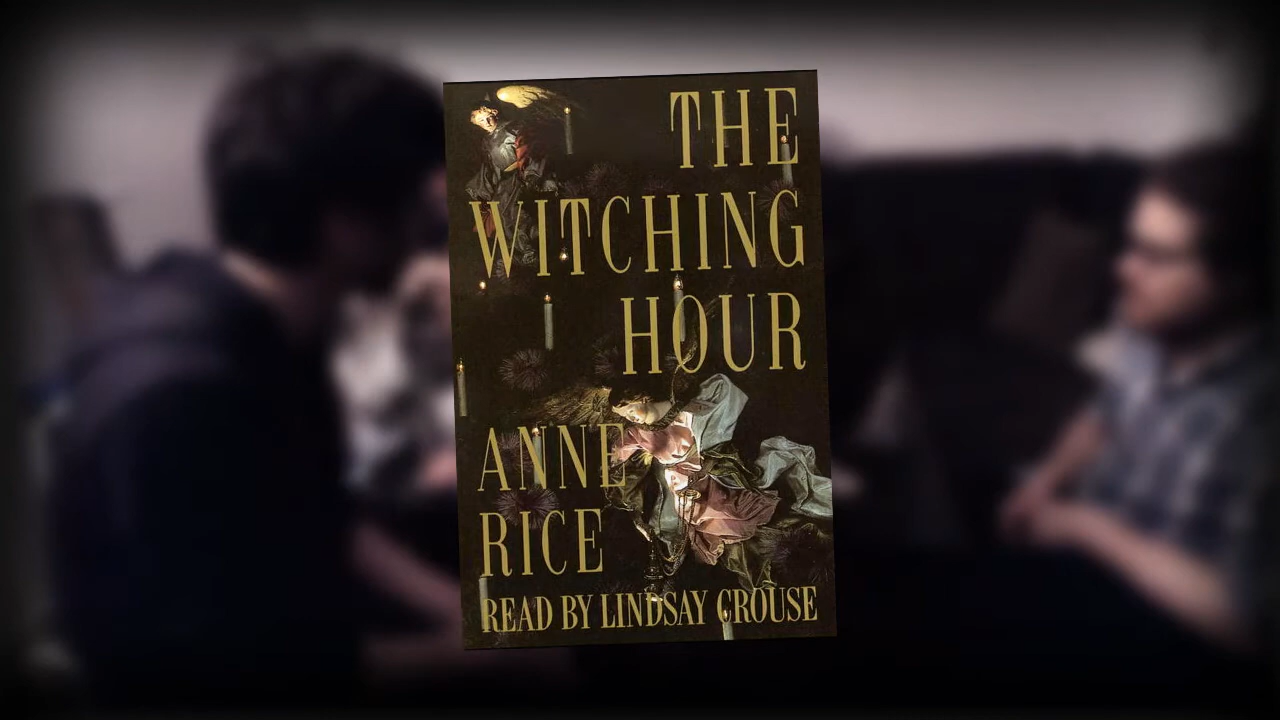 THE
WITCHING
HOUR
ANNE
RICE
READ BY LINDSAY CROUSE